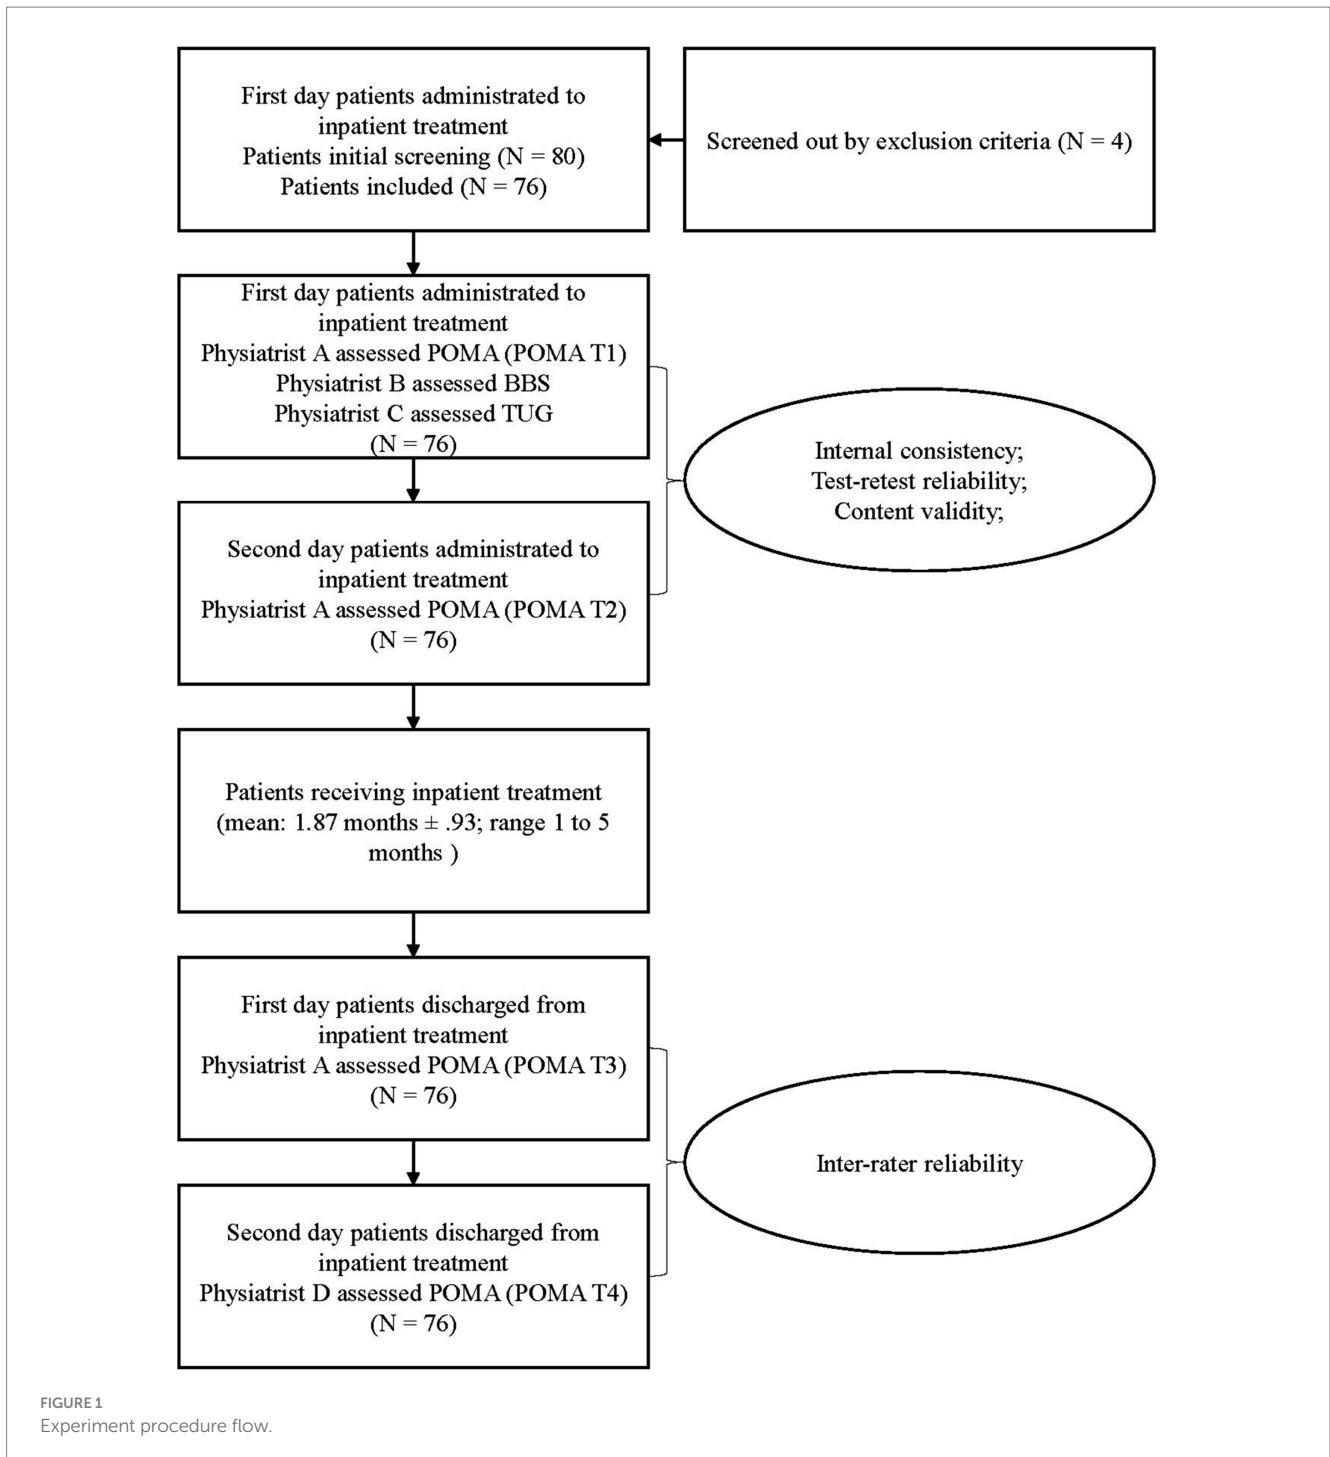 First day patients administrated to
inpatient treatment
Patients initial screening (N = 80)
Patients included (N = 76)
Screened out by exclusion criteria (N = 4)
First day patients administrated to
inpatient treatment
Physiatrist A assessed POMA (POMA T1)
Physiatrist B assessed BBS
Physiatrist C assessed TUG
(N = 76)
Internal consistency;
Test-retest reliability;
Content validity;
Second day patients administrated to
inpatient treatment
Physiatrist A assessed POMA (POMA T2)
(N = 76)
Patients receiving inpatient treatment
(mean: 1.87 months ± .93; range 1 to 5
months )
First day patients discharged from
inpatient treatment
Physiatrist A assessed POMA (POMA T3)
(N = 76)
Inter-rater reliability
Second day patients discharged from
inpatient treatment
Physiatrist D assessed POMA (POMA T4)
(N = 76)
FIGURE 1
Experiment procedure flow.